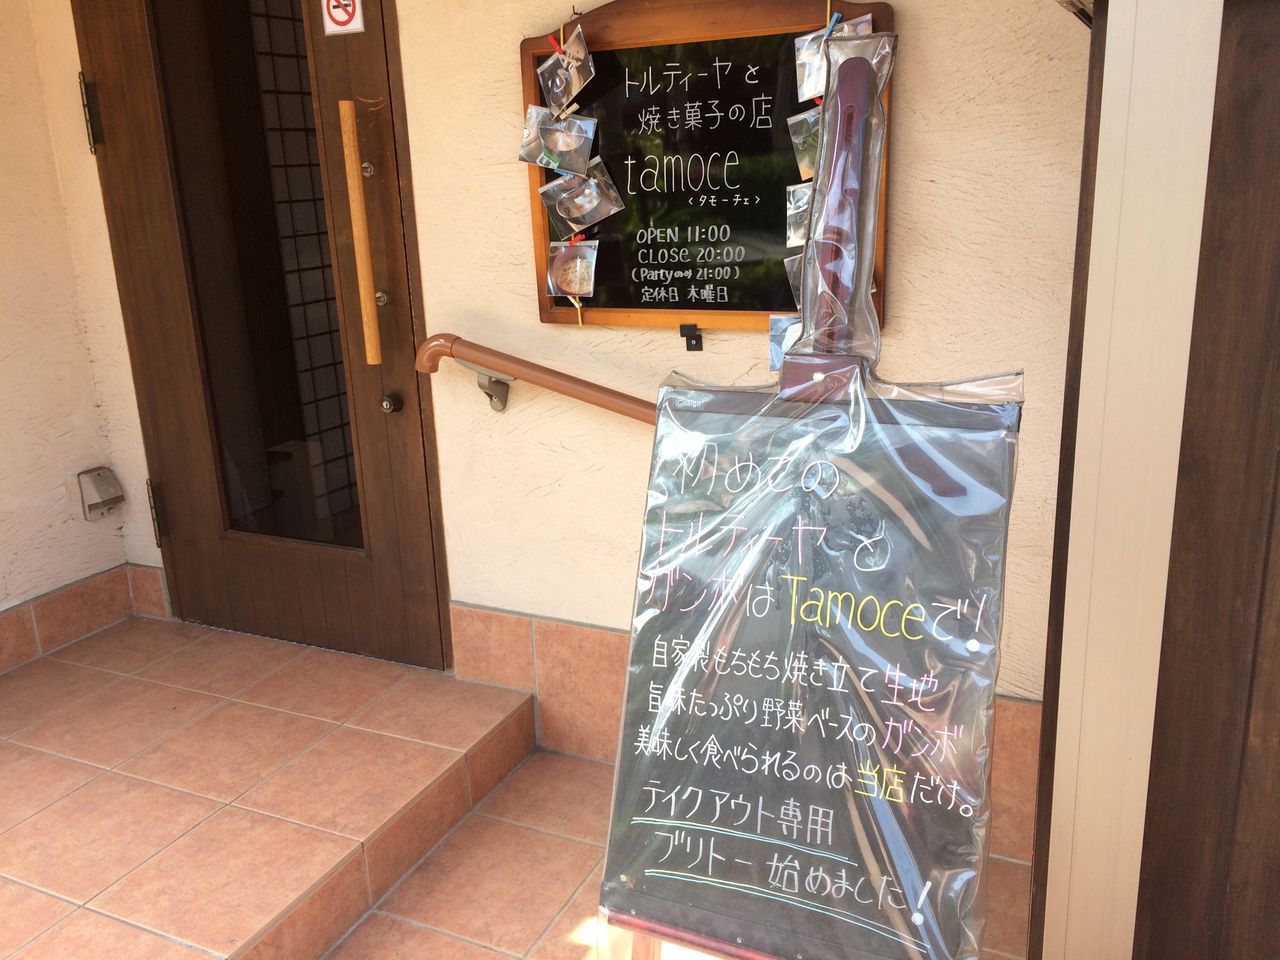 トルティーヤと
焼き菓子の店
tamoce
<タモーチェ>
OPEN 11:00
CLOSE 20:00
(Partyのみ 21:00)
定休日 木曜日
初めての
トルティーヤと
ガンボはTamoceで!
自家製もちもち焼き立て生地
旨味たっぷり野菜ベースのガンボ
美味しく食べられるのは当店だけ。
テイクアウト専用
ブリトー始めました!